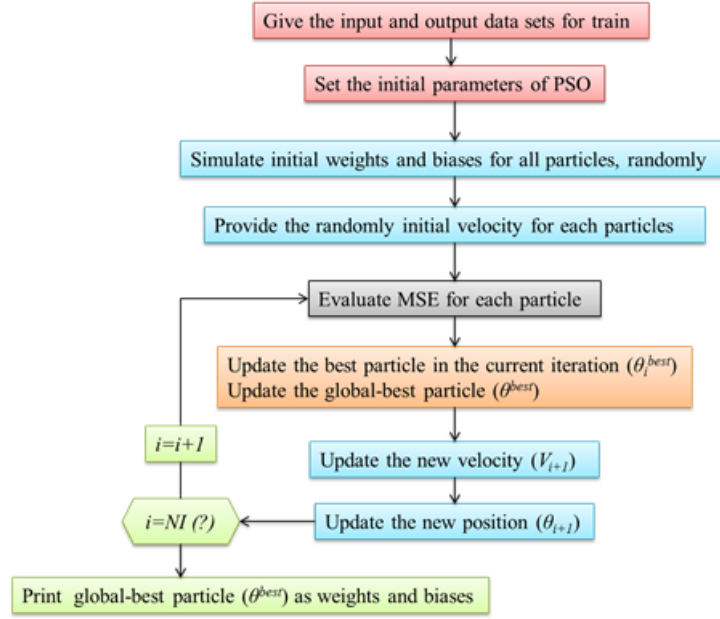 Give the input and output data sets for train
Set the initial parameters of PSO
Simulate initial weights and biases for all particles, randomly
Provide the randomly initial velocity for each particles
Evaluate MSE for each particle
Update the best particle in the current iteration (θᵢᵇᵉˢᵗ)
Update the global-best particle (θᵇᵉˢᵗ)
i=i+1
Update the new velocity (Vᵢ₊₁)
i=NI (?)
Update the new position (θᵢ₊₁)
Print global-best particle (θᵇᵉˢᵗ) as weights and biases